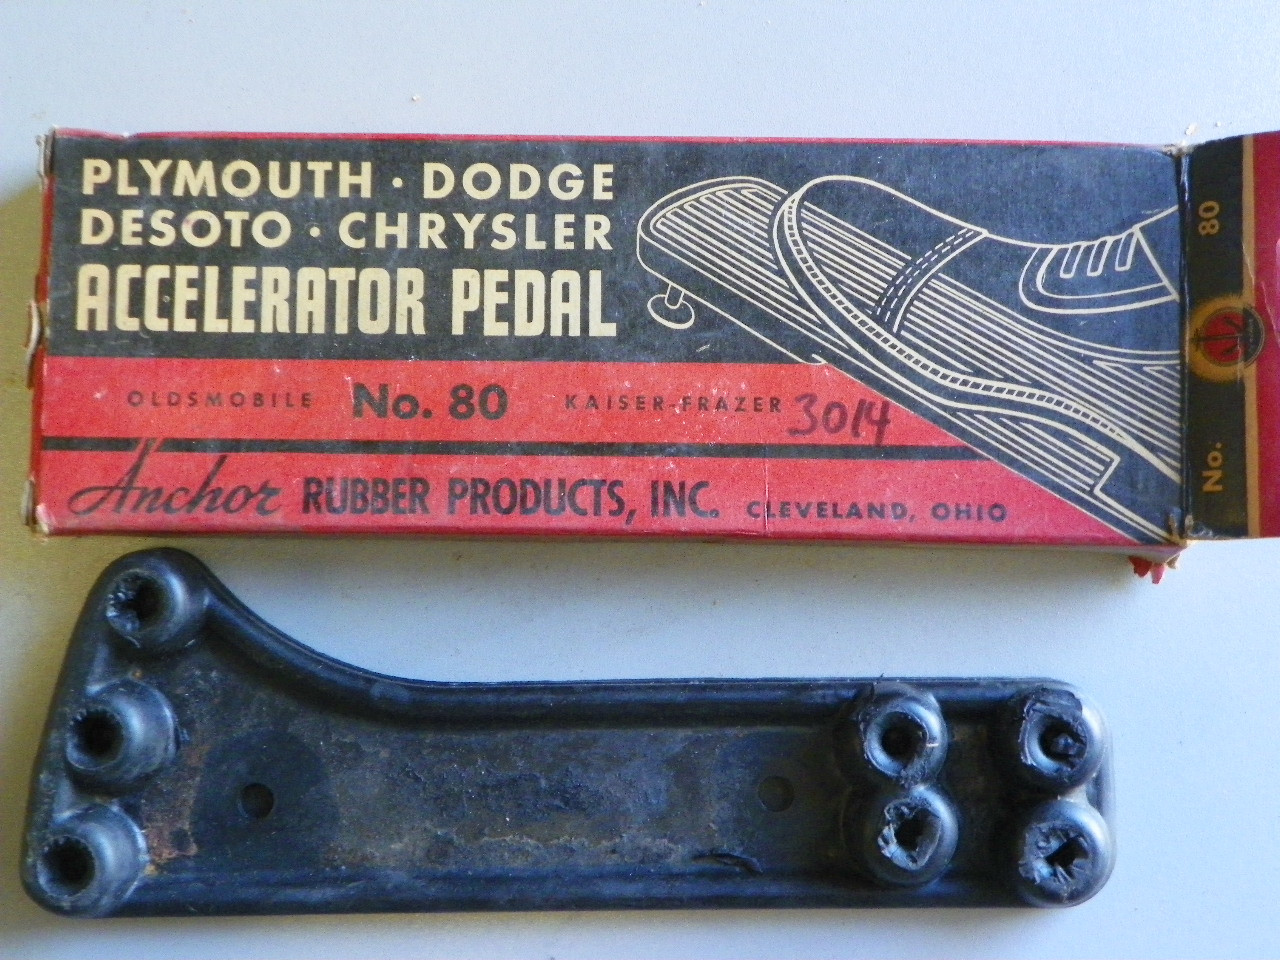 PLYMOUTH · DODGE
DESOTO · CHRYSLER
ACCELERATOR PEDAL
OLDSMOBILE No. 80 KAISER-FRAZER 3014
Anchor RUBBER PRODUCTS, INC. CLEVELAND, OHIO
No. 80